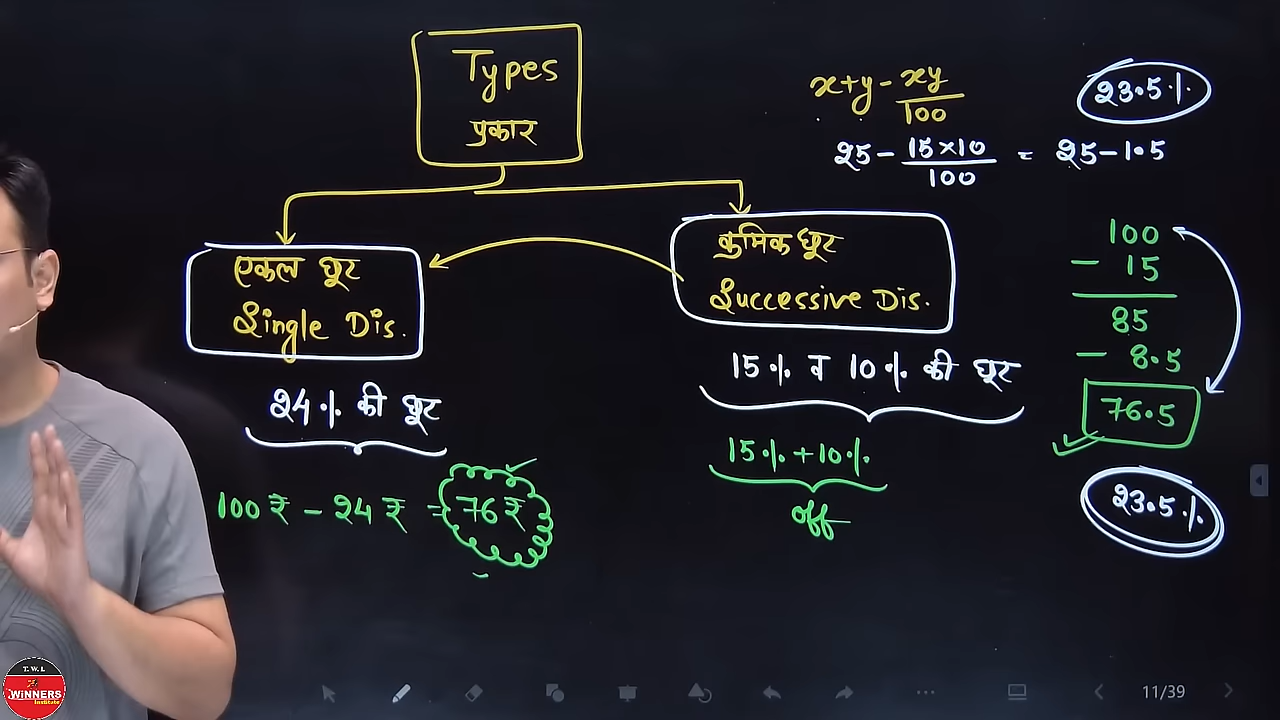 Types
प्रकार
एकल छूट
Single Dis.
24% की छूट
100₹ - 24₹ = 76₹
क्रमिक छूट
Successive Dis.
15% व 10% की छूट
15% + 10%
off
x+y-xy/100
23.5%
25 - 15×10/100 = 25-1.5
100
- 15
85
- 8.5
76.5
23.5%
T.W.I.
WiNNERS
Institute
11/39